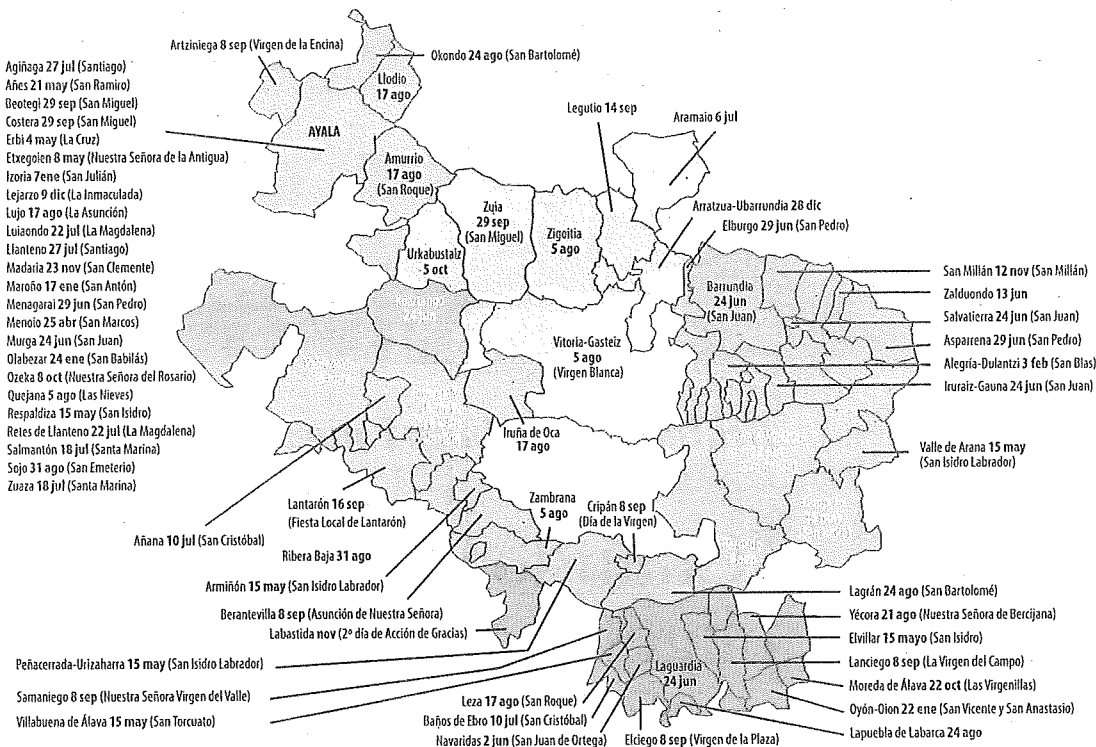 Artziniega 8 sep (Virgen de la Encina)
Okondo 24 ago (San Bartolomé)
Agiñaga 27 jul (Santiago)
Añes 21 may (San Ramiro)
Beotegi 29 sep (San Miguel)
Costera 29 sep (San Miguel)
Erbi 4 may (La Cruz)
Etxegoien 8 may (Nuestra Señora de la Antigua)
Izoria 7ene (San Julián)
Lejarzo 9 dic (La Inmaculada)
Lujo 17 ago (La Asunción)
Luiaondo 22 jul (La Magdalena)
Llanteno 27 jul (Santiago)
Madaria 23 nov (San Clemente)
Maroño 17 ene (San Antón)
Menagarai 29 jun (San Pedro)
Menoio 25 abr (San Marcos)
Murga 24 jun (San Juan)
Olabezar 24 ene (San Babilás)
Ozeka 8 oct (Nuestra Señora del Rosario)
Quejana 5 ago (Las Nieves)
Respaldiza 15 may (San Isidro)
Retes de Llanteno 22 jul (La Magdalena)
Salmantón 18 jul (Santa Marina)
Sojo 31 ago (San Emeterio)
Zuaza 18 jul (Santa Marina)
Llodio
17 ago
AYALA
Amurrio
17 ago
(San Roque)
Legutio 14 sep
Aramaio 6 jul
Zuia
29 sep
(San Miguel)
Zigoitia
5 ago
Urkabustaiz
5 oct
Arratzua-Ubarrundia 28 dic
Elburgo 29 jun (San Pedro)
Barrundia
24 jun
(San Juan)
San Millán 12 nov (San Millán)
Zalduondo 13 jun
Salvatierra 24 jun (San Juan)
Asparrena 29 jun (San Pedro)
Alegría-Dulantzi 3 feb (San Blas)
Iruraiz-Gauna 24 jun (San Juan)
Vitoria-Gasteiz
5 ago
(Virgen Blanca)
Iruña de Oca
17 ago
Valle de Arana 15 may
(San Isidro Labrador)
Lantarón 16 sep
(Fiesta Local de Lantarón)
Zambrana
5 ago
Cripán 8 sep
(Día de la Virgen)
Añana 10 jul (San Cristóbal)
Ribera Baja 31 ago
Armiñón 15 may (San Isidro Labrador)
Berantevilla 8 sep (Asunción de Nuestra Señora)
Labastida nov (2º día de Acción de Gracias)
Peñacerrada-Urizaharra 15 may (San Isidro Labrador)
Samaniego 8 sep (Nuestra Señora Virgen del Valle)
Villabuena de Álava 15 may (San Torcuato)
Lagrán 24 ago (San Bartolomé)
Yécora 21 ago (Nuestra Señora de Bercijana)
Elvillar 15 mayo (San Isidro)
Lanciego 8 sep (La Virgen del Campo)
Moreda de Álava 22 oct (Las Virgenillas)
Oyón-Oion 22 ene (San Vicente y San Anastasio)
Lapuebla de Labarca 24 ago
Laguardia
24 jun
Leza 17 ago (San Roque)
Baños de Ebro 10 jul (San Cristóbal)
Navaridas 2 jun (San Juan de Ortega)
Elciego 8 sep (Virgen de la Plaza)